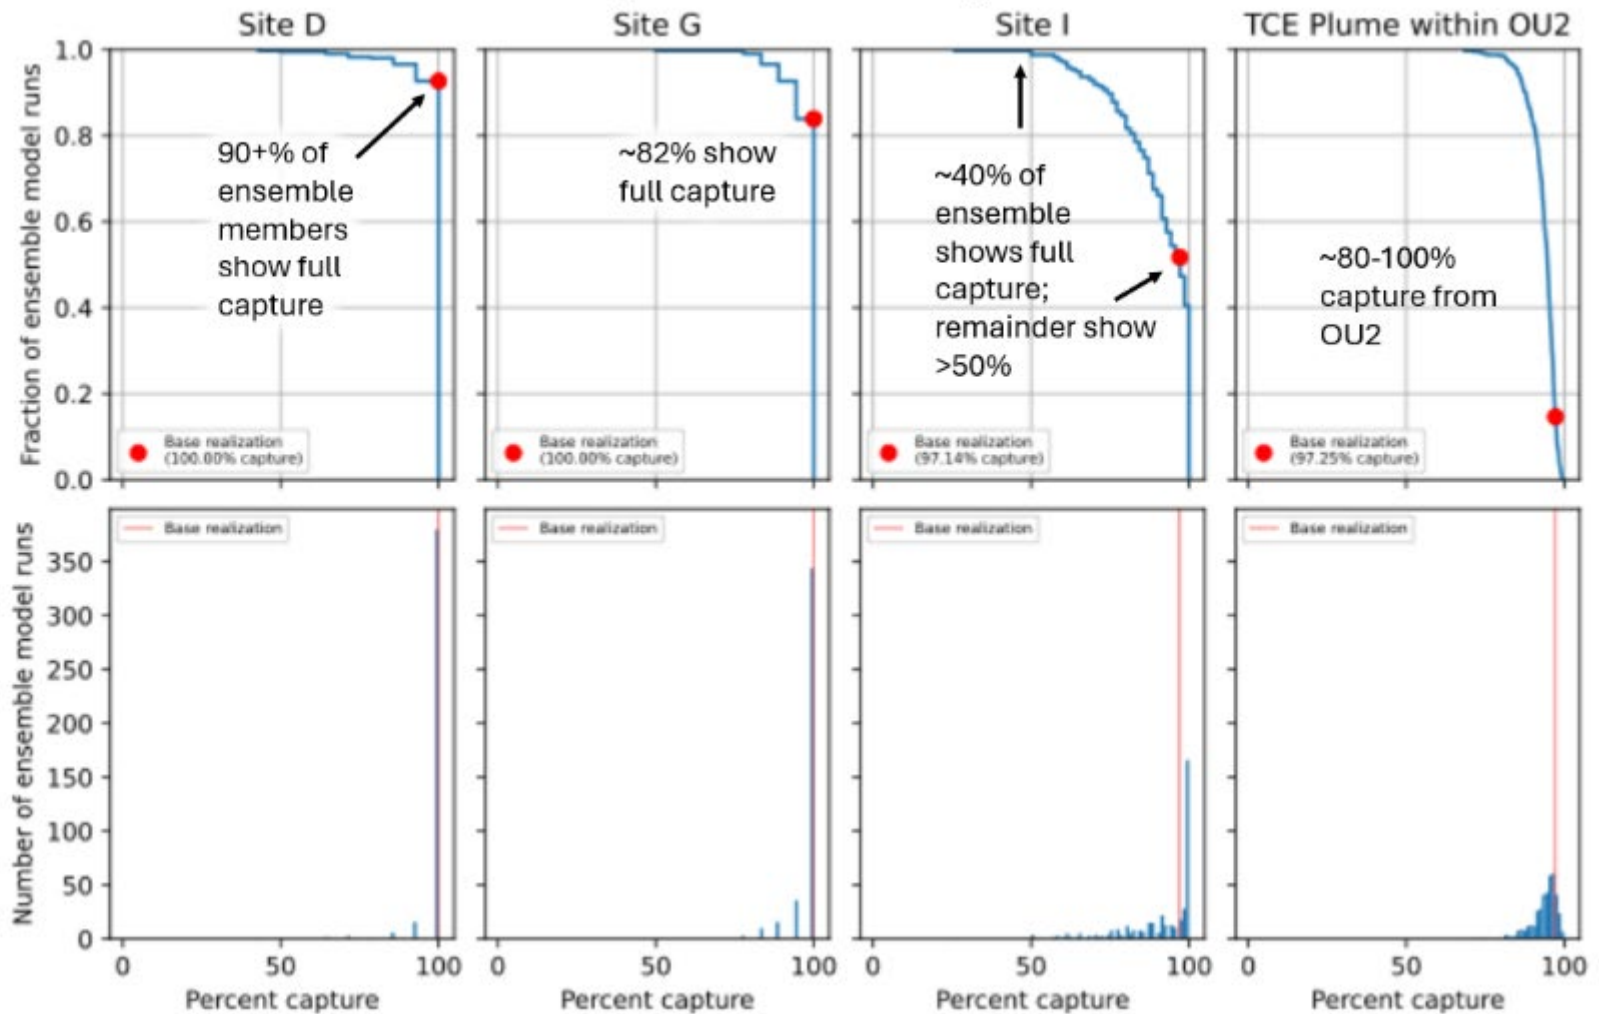 Site D
Site G
Site I
TCE Plume within OU2
Fraction of ensemble model runs
1.0
0.8
0.6
0.4
0.2
0.0
90+% of
ensemble
members
show full
capture
Base realization
(100.00% capture)
~82% show
full capture
Base realization
(100.00% capture)
~40% of
ensemble
shows full
capture;
remainder show
>50%
Base realization
(97.14% capture)
~80-100%
capture from
OU2
Base realization
(97.25% capture)
Number of ensemble model runs
350
300
250
200
150
100
50
0
Base realization
Base realization
Base realization
Base realization
0 50 100
0 50 100
0 50 100
0 50 100
Percent capture
Percent capture
Percent capture
Percent capture